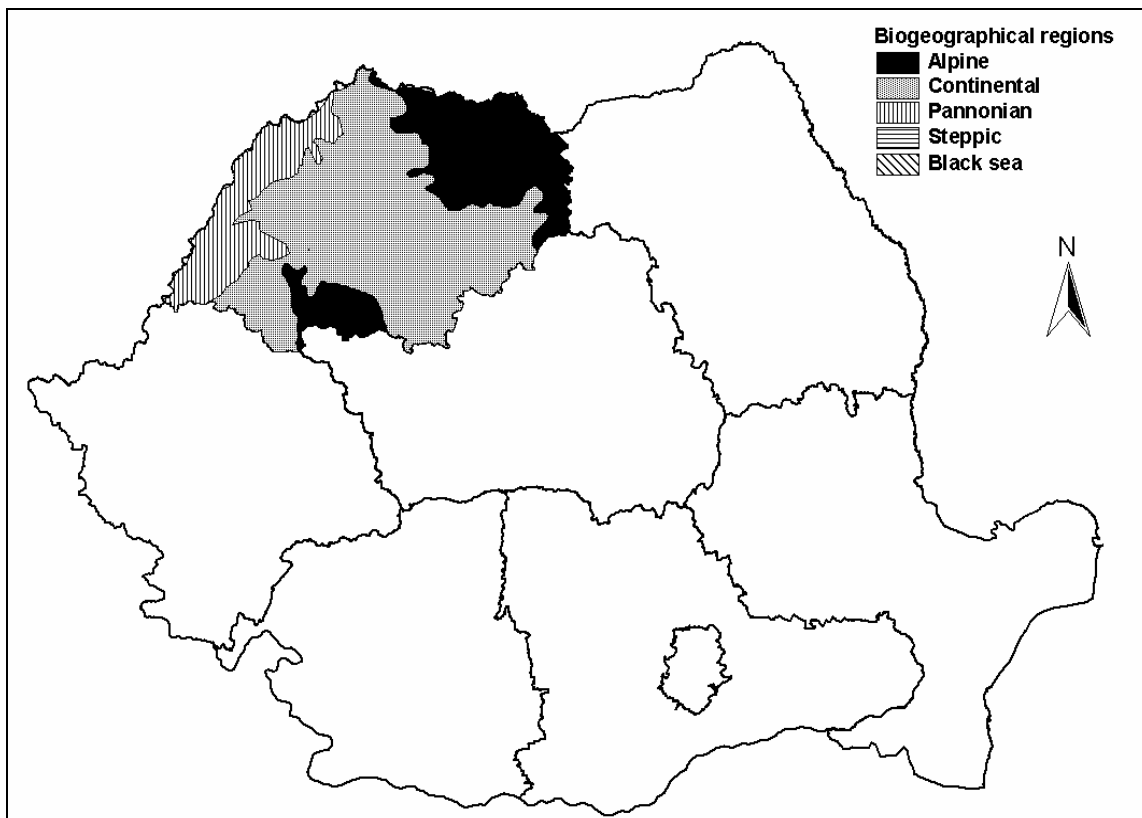 Biogeographical regions
Alpine
Continental
Pannonian
Steppic
Black sea
N